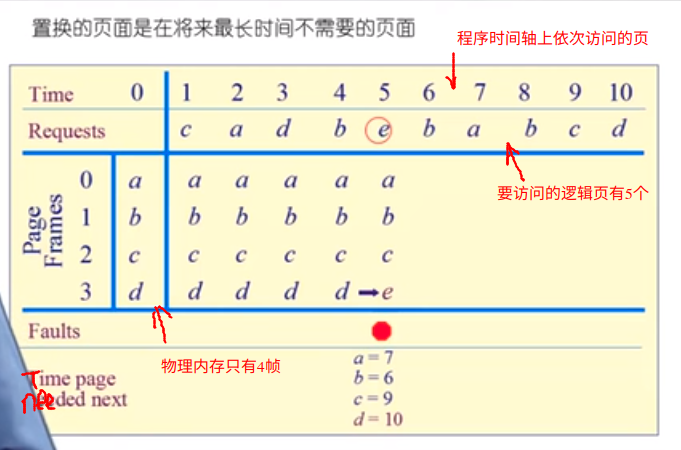 置换的页面是在将来最长时间不需要的页面
程序时间轴上依次访问的页
Time 0 1 2 3 4 5 6 7 8 9 10
Requests c a d b e b a b c d
要访问的逻辑页有5个
Page Frames
0 a a a a a a
1 b b b b b b
2 c c c c c c
3 d d d d d e
Faults
物理内存只有4帧
Time page needed next
a = 7
b = 6
c = 9
d = 10